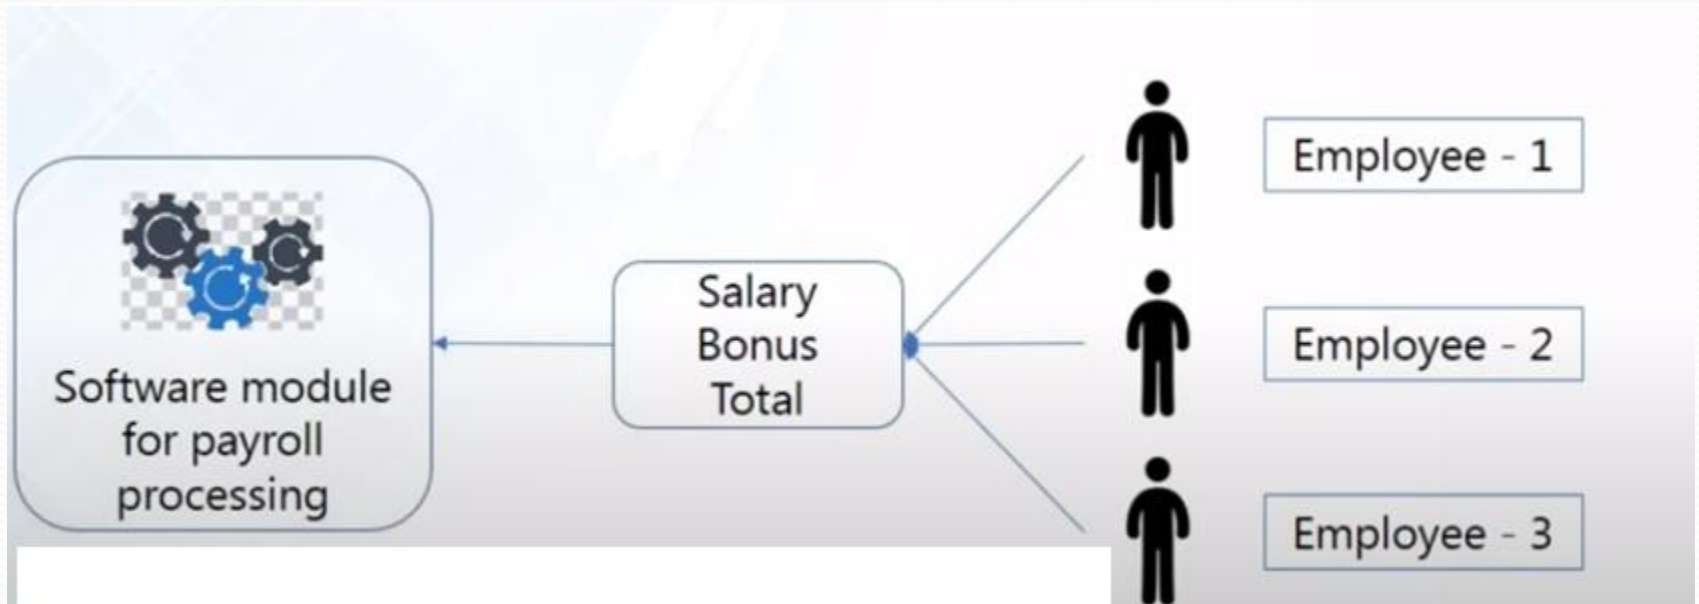 Software module
for payroll
processing
Salary
Bonus
Total
Employee - 1
Employee - 2
Employee - 3